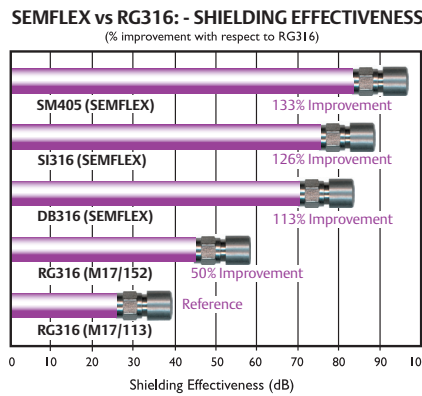 SEMFLEX vs RG316: - SHIELDING EFFECTIVENESS
(% improvement with respect to RG316)
SM405 (SEMFLEX) 133% Improvement
SI316 (SEMFLEX) 126% Improvement
DB316 (SEMFLEX) 113% Improvement
RG316 (M17/152) 50% Improvement
Reference
RG316 (M17/113)
0 10 20 30 40 50 60 70 80 90 100
Shielding Effectiveness (dB)